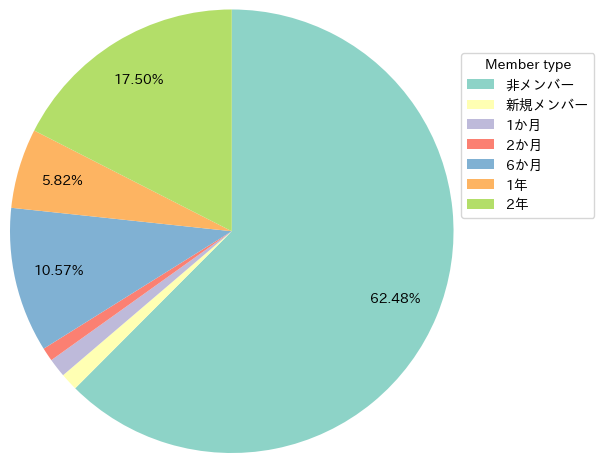 17.50%
5.82%
10.57%
62.48%
Member type
非メンバー
新規メンバー
1か月
2か月
6か月
1年
2年